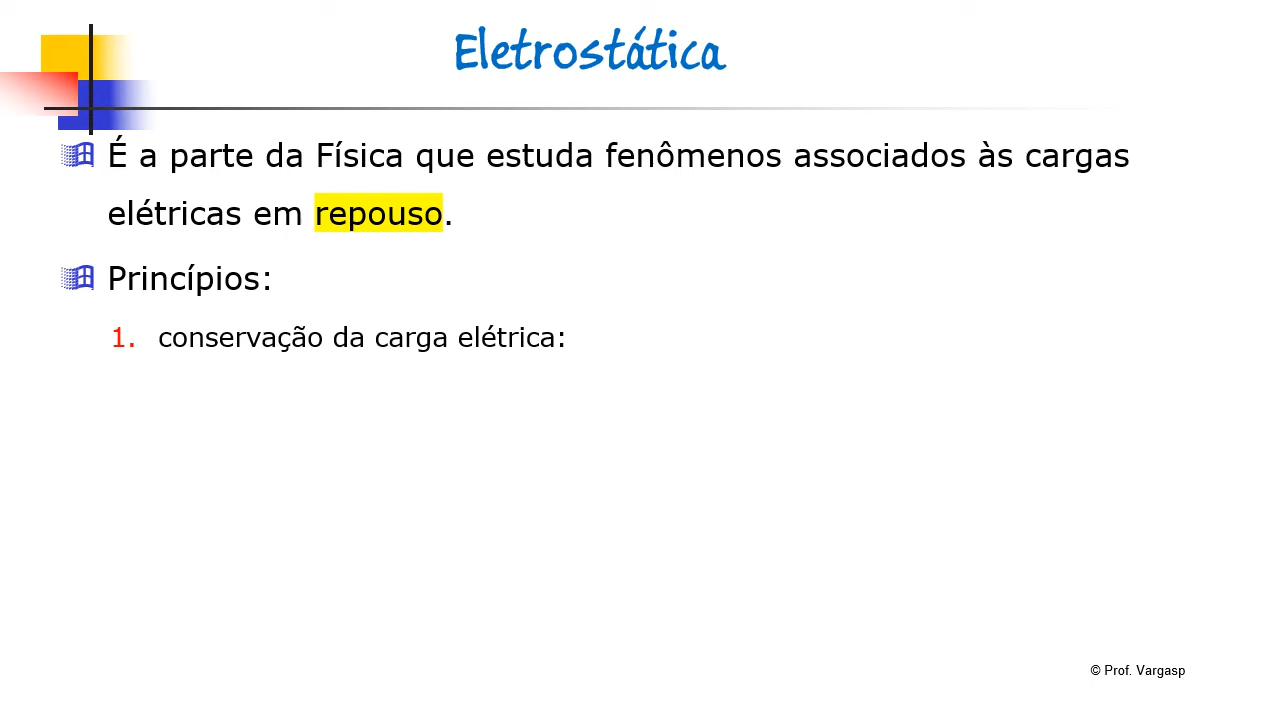 Eletrostática
É a parte da Física que estuda fenômenos associados às cargas
elétricas em repouso.
Princípios:
1. conservação da carga elétrica:
© Prof. Vargasp